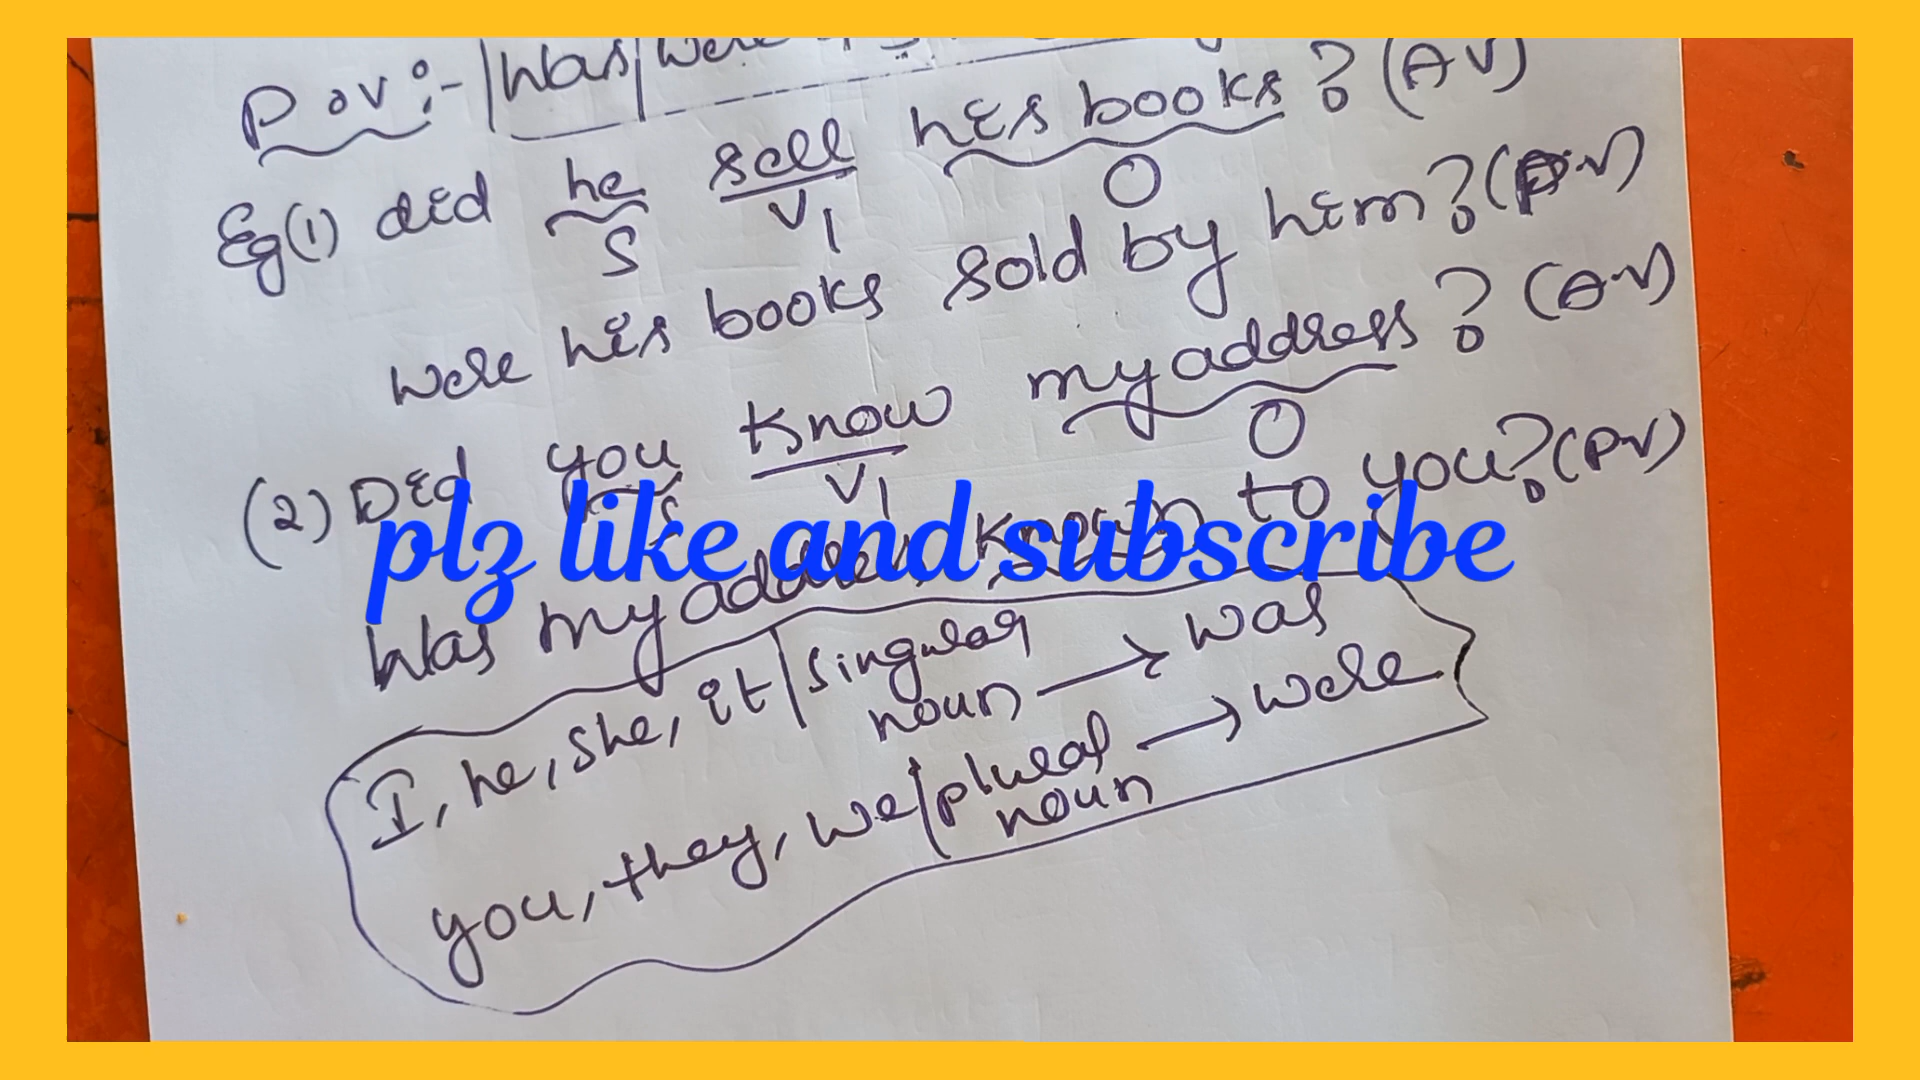 P.V :- |Was|were
Eg(1) did he sell his books? (A V)
S V1 O
Were his books sold by him? (P.V)
(2) Did you know my address? (A.V)
S V1 O
Was my address known to you? (P.V)
plz like and subscribe
I, he, she, it / singular noun → was
you, they, we / plural noun → were